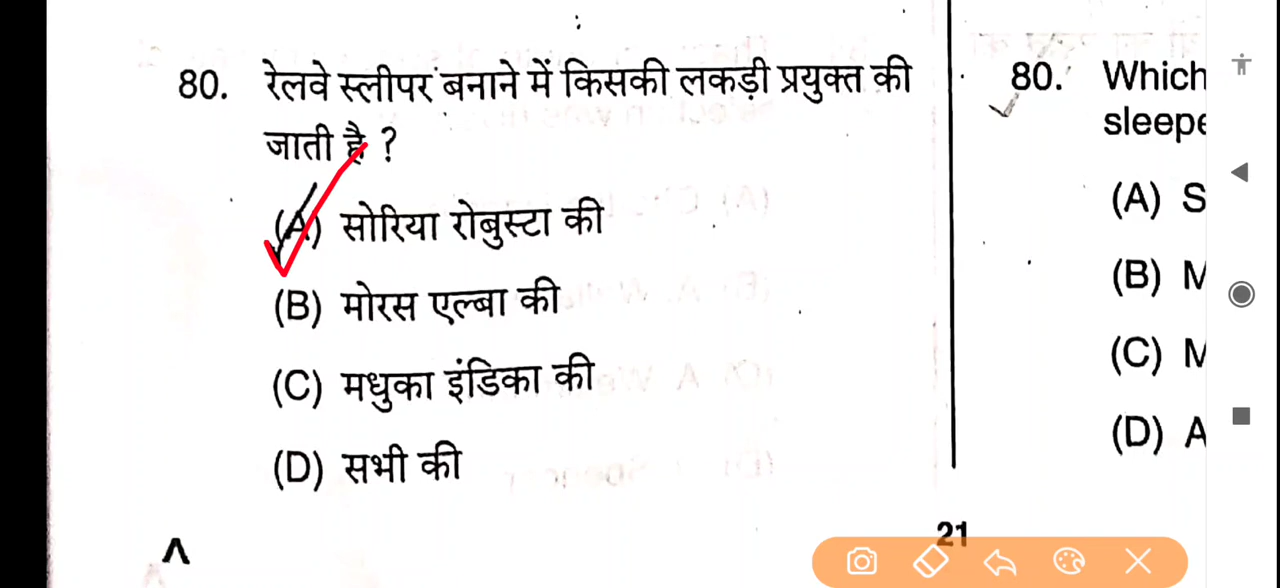 80. रेलवे स्लीपर बनाने में किसकी लकड़ी प्रयुक्त की
जाती है ?
(A) सोरिया रोबुस्टा की
(B) मोरस एल्बा की
(C) मधुका इंडिका की
(D) सभी की
80. Which
sleepe
(A) S
(B) M
(C) M
(D) A
21